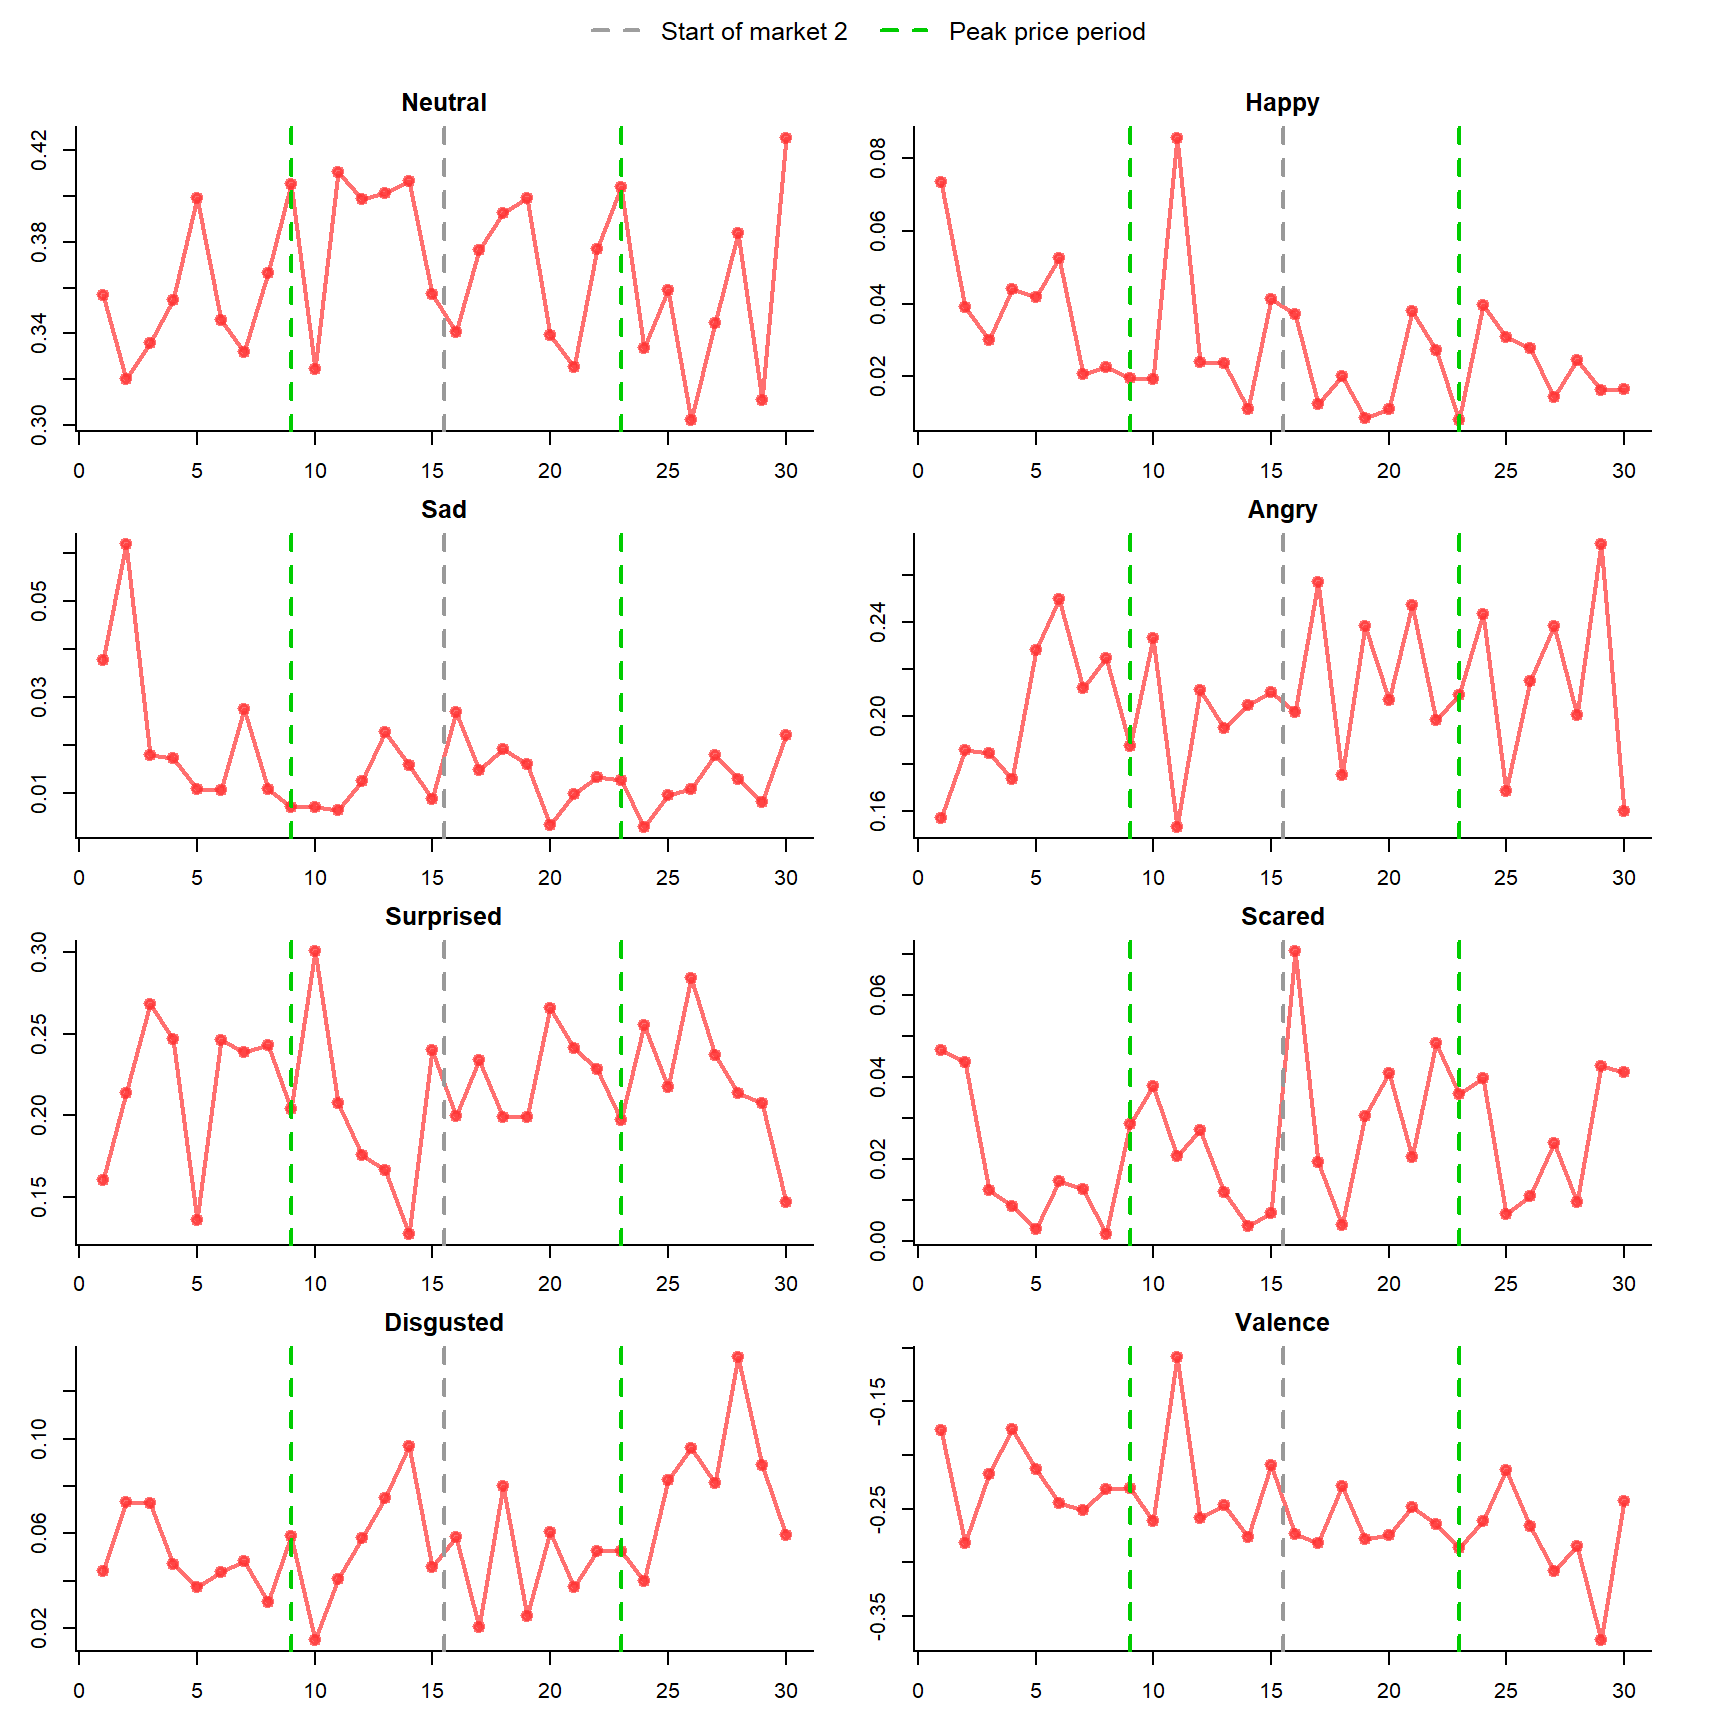 Start of market 2 Peak price period
Neutral Happy
0.42 0.38 0.34 0.30
0.08 0.06 0.04 0.02
0 5 10 15 20 25 30 0 5 10 15 20 25 30
Sad Angry
0.05 0.03 0.01
0.24 0.20 0.16
0 5 10 15 20 25 30 0 5 10 15 20 25 30
Surprised Scared
0.30 0.25 0.20 0.15
0.06 0.04 0.02 0.00
0 5 10 15 20 25 30 0 5 10 15 20 25 30
Disgusted Valence
0.10 0.06 0.02
-0.15 -0.25 -0.35
0 5 10 15 20 25 30 0 5 10 15 20 25 30